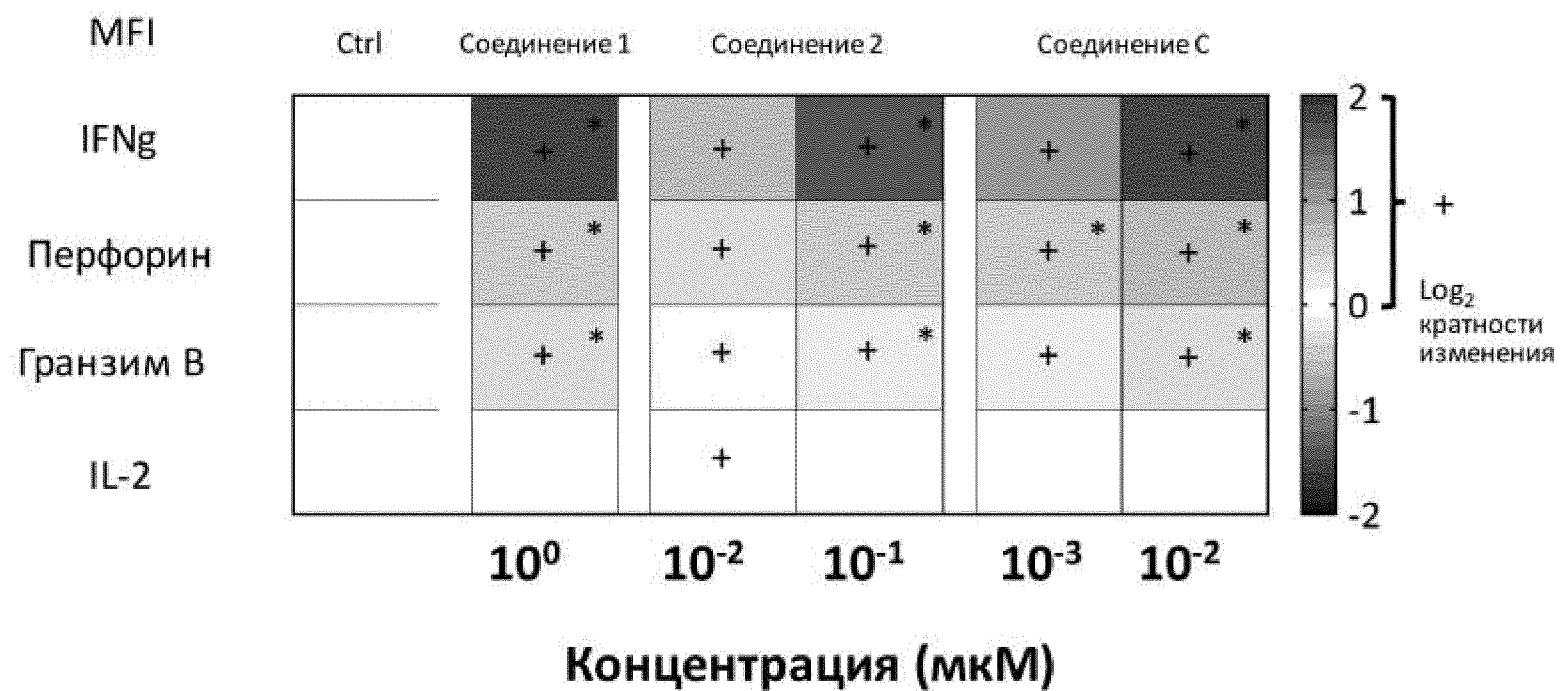 MFI Ctrl Соединение 1 Соединение 2 Соединение С
IFNg + * + + * + + *
Перфорин + * + + * + * + *
Гранзим В + * + + * + + *
IL-2 +
10⁰ 10⁻² 10⁻¹ 10⁻³ 10⁻²
Концентрация (мкМ)
2
1
0
-1
-2
+
Log₂
кратности
изменения